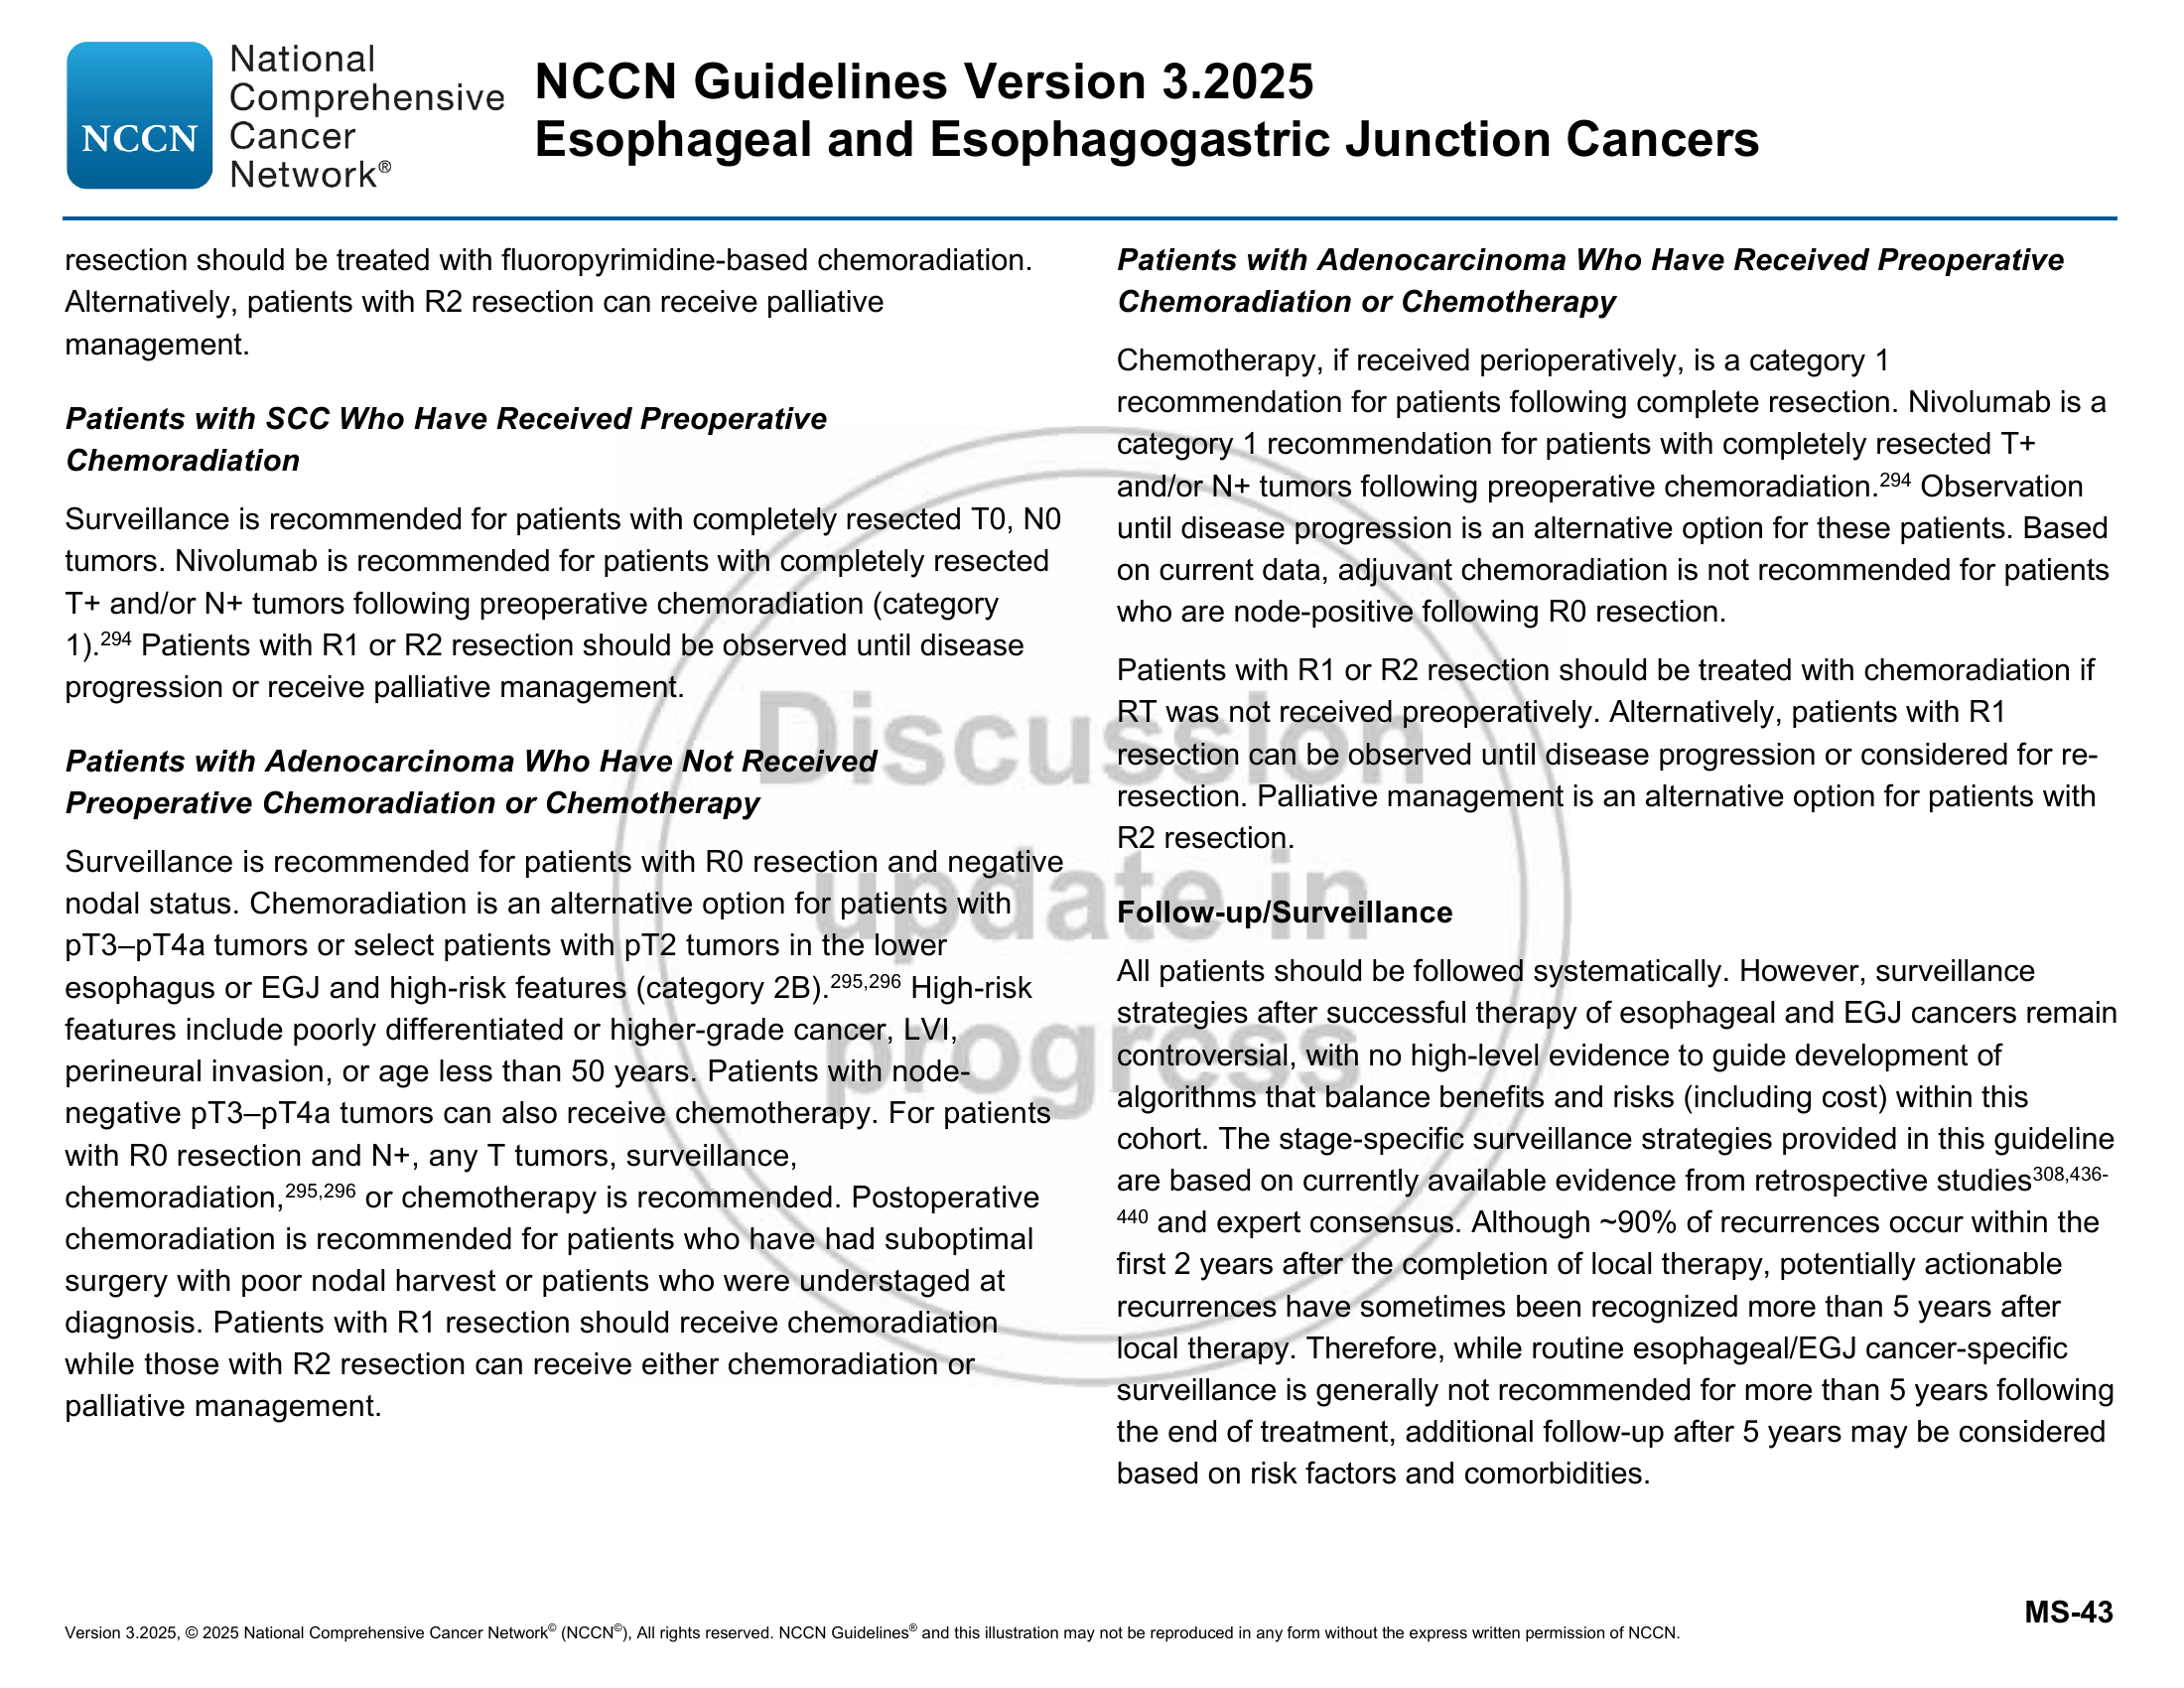 NCCN
National
Comprehensive
Cancer
Network®
NCCN Guidelines Version 3.2025
Esophageal and Esophagogastric Junction Cancers
resection should be treated with fluoropyrimidine-based chemoradiation.
Alternatively, patients with R2 resection can receive palliative
management.
Patients with SCC Who Have Received Preoperative
Chemoradiation
Surveillance is recommended for patients with completely resected T0, N0
tumors. Nivolumab is recommended for patients with completely resected
T+ and/or N+ tumors following preoperative chemoradiation (category
1).294 Patients with R1 or R2 resection should be observed until disease
progression or receive palliative management.
Patients with Adenocarcinoma Who Have Not Received
Preoperative Chemoradiation or Chemotherapy
Surveillance is recommended for patients with R0 resection and negative
nodal status. Chemoradiation is an alternative option for patients with
pT3–pT4a tumors or select patients with pT2 tumors in the lower
esophagus or EGJ and high-risk features (category 2B).295,296 High-risk
features include poorly differentiated or higher-grade cancer, LVI,
perineural invasion, or age less than 50 years. Patients with node-
negative pT3–pT4a tumors can also receive chemotherapy. For patients
with R0 resection and N+, any T tumors, surveillance,
chemoradiation,295,296 or chemotherapy is recommended. Postoperative
chemoradiation is recommended for patients who have had suboptimal
surgery with poor nodal harvest or patients who were understaged at
diagnosis. Patients with R1 resection should receive chemoradiation
while those with R2 resection can receive either chemoradiation or
palliative management.
Patients with Adenocarcinoma Who Have Received Preoperative
Chemoradiation or Chemotherapy
Chemotherapy, if received perioperatively, is a category 1
recommendation for patients following complete resection. Nivolumab is a
category 1 recommendation for patients with completely resected T+
and/or N+ tumors following preoperative chemoradiation.294 Observation
until disease progression is an alternative option for these patients. Based
on current data, adjuvant chemoradiation is not recommended for patients
who are node-positive following R0 resection.
Patients with R1 or R2 resection should be treated with chemoradiation if
RT was not received preoperatively. Alternatively, patients with R1
resection can be observed until disease progression or considered for re-
resection. Palliative management is an alternative option for patients with
R2 resection.
Follow-up/Surveillance
All patients should be followed systematically. However, surveillance
strategies after successful therapy of esophageal and EGJ cancers remain
controversial, with no high-level evidence to guide development of
algorithms that balance benefits and risks (including cost) within this
cohort. The stage-specific surveillance strategies provided in this guideline
are based on currently available evidence from retrospective studies308,436-
440 and expert consensus. Although ~90% of recurrences occur within the
first 2 years after the completion of local therapy, potentially actionable
recurrences have sometimes been recognized more than 5 years after
local therapy. Therefore, while routine esophageal/EGJ cancer-specific
surveillance is generally not recommended for more than 5 years following
the end of treatment, additional follow-up after 5 years may be considered
based on risk factors and comorbidities.
Discussion
update in
progress
MS-43
Version 3.2025, © 2025 National Comprehensive Cancer Network© (NCCN©), All rights reserved. NCCN Guidelines® and this illustration may not be reproduced in any form without the express written permission of NCCN.